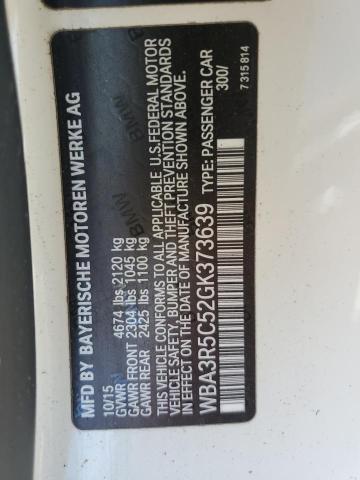 MFD BY BAYERISCHE MOTOREN WERKE AG
10/15
GVWR 4674 lbs 2120 kg
GAWR FRONT 2304 lbs 1045 kg
GAWR REAR 2425 lbs 1100 kg
THIS VEHICLE CONFORMS TO ALL APPLICABLE U.S.FEDERAL MOTOR
VEHICLE SAFETY, BUMPER AND THEFT PREVENTION STANDARDS
IN EFFECT ON THE DATE OF MANUFACTURE SHOWN ABOVE.
WBA3R5C52GK373639 TYPE: PASSENGER CAR
300/
7 315 814
BMW
BMW